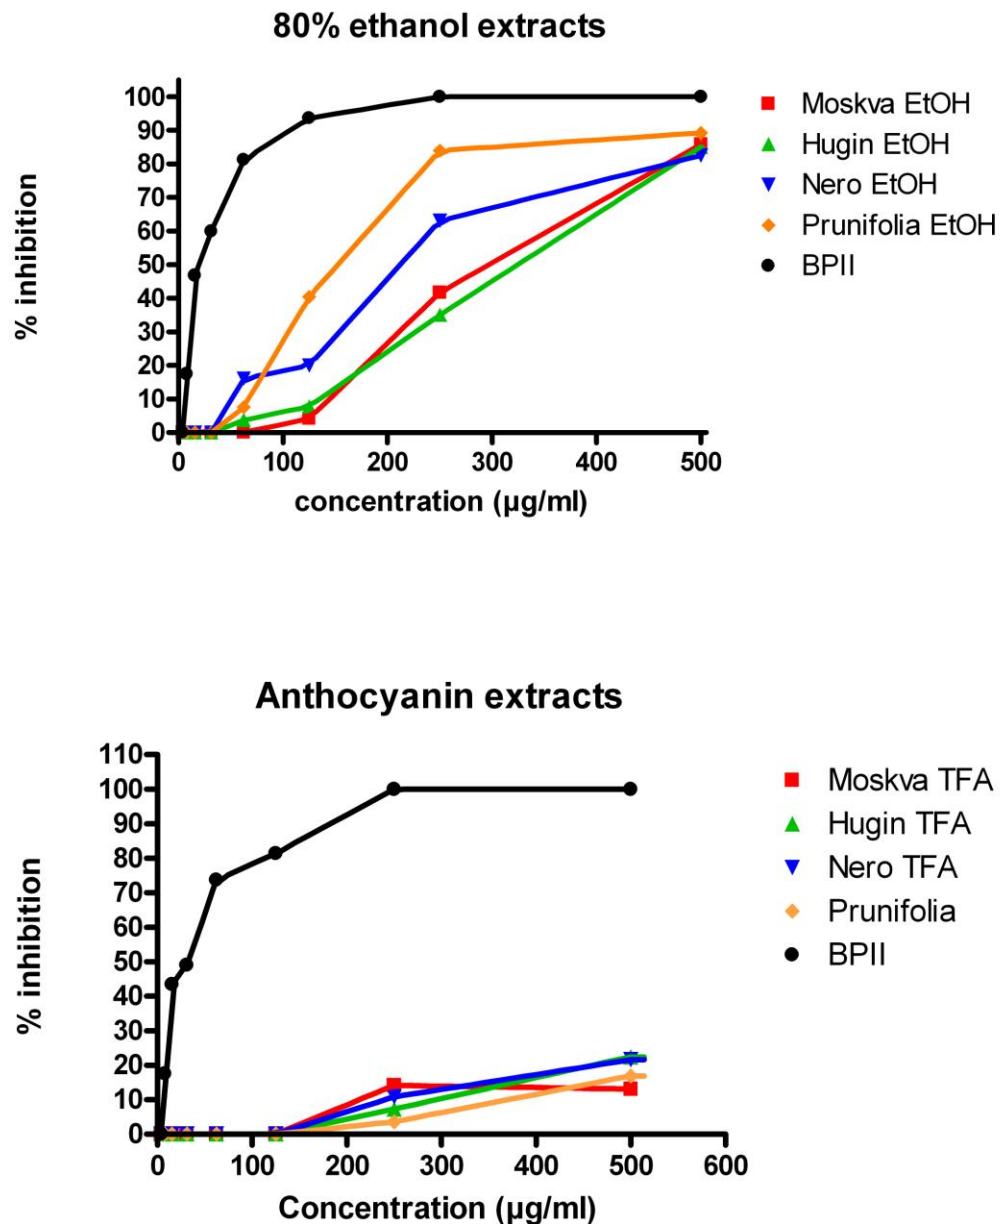 80% ethanol extracts
% inhibition
100
90
80
70
60
50
40
30
20
10
0
0 100 200 300 400 500
concentration (µg/ml)
Moskva EtOH
Hugin EtOH
Nero EtOH
Prunifolia EtOH
BPII
Anthocyanin extracts
% inhibition
110
100
90
80
70
60
50
40
30
20
10
0
0 100 200 300 400 500 600
Concentration (µg/ml)
Moskva TFA
Hugin TFA
Nero TFA
Prunifolia
BPII